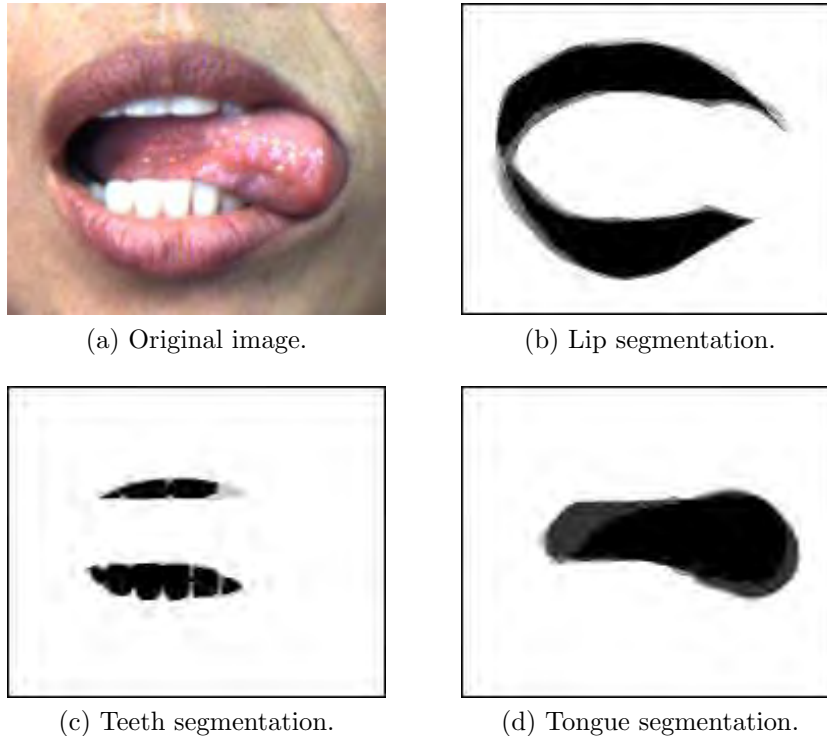 (a) Original image.
(b) Lip segmentation.
(c) Teeth segmentation.
(d) Tongue segmentation.